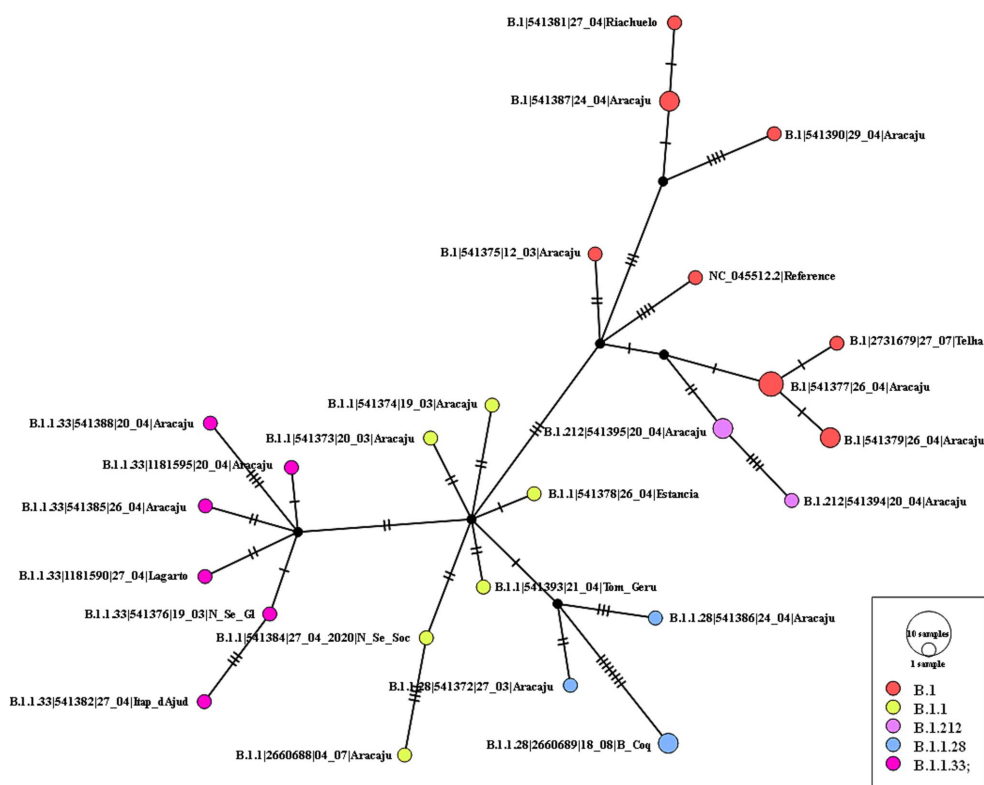 B.1|541381|27_04|Riachuelo
B.1|541387|24_04|Aracaju
B.1|541390|29_04|Aracaju
B.1|541375|12_03|Aracaju
NC_045512.2|Reference
B.1|2731679|27_07|Telha
B.1|541377|26_04|Aracaju
B.1.1|541374|19_03|Aracaju
B.1.1.33|541388|20_04|Aracaju
B.1.212|541395|20_04|Aracaju
B.1.1|541373|20_03|Aracaju
B.1|541379|26_04|Aracaju
B.1.1.33|1181595|20_04|Aracaju
B.1.1|541378|26_04|Estancia
B.1.212|541394|20_04|Aracaju
B.1.1.33|541385|26_04|Aracaju
B.1.1.33|1181590|27_04|Lagarto
B.1.1|541393|21_04|Tom_Geru
B.1.1.33|541376|19_03|N_Se_Gl
B.1.1.28|541386|24_04|Aracaju
B.1.1|541384|27_04_2020|N_Se_Soc
B.1.1.28|541372|27_03|Aracaju
B.1.1.33|541382|27_04|Itap_dAjud
B.1.1.28|2660689|18_08|B_Coq
B.1.1|2660688|04_07|Aracaju
10 samples
1 sample
B.1
B.1.1
B.1.212
B.1.1.28
B.1.1.33;